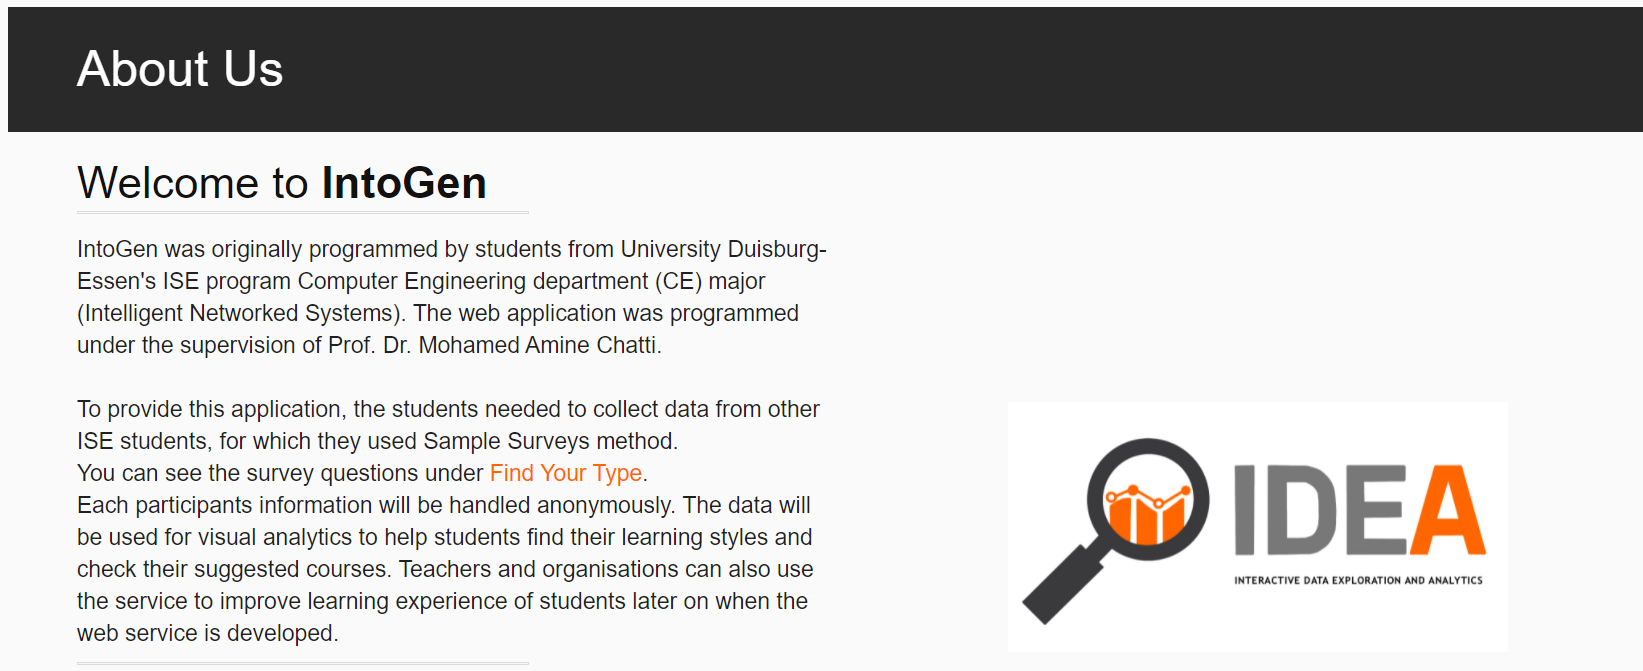 About Us
Welcome to IntoGen
IntoGen was originally programmed by students from University Duisburg-
Essen's ISE program Computer Engineering department (CE) major
(Intelligent Networked Systems). The web application was programmed
under the supervision of Prof. Dr. Mohamed Amine Chatti.
To provide this application, the students needed to collect data from other
ISE students, for which they used Sample Surveys method.
You can see the survey questions under Find Your Type.
Each participants information will be handled anonymously. The data will
be used for visual analytics to help students find their learning styles and
check their suggested courses. Teachers and organisations can also use
the service to improve learning experience of students later on when the
web service is developed.
IDEA
INTERACTIVE DATA EXPLORATION AND ANALYTICS